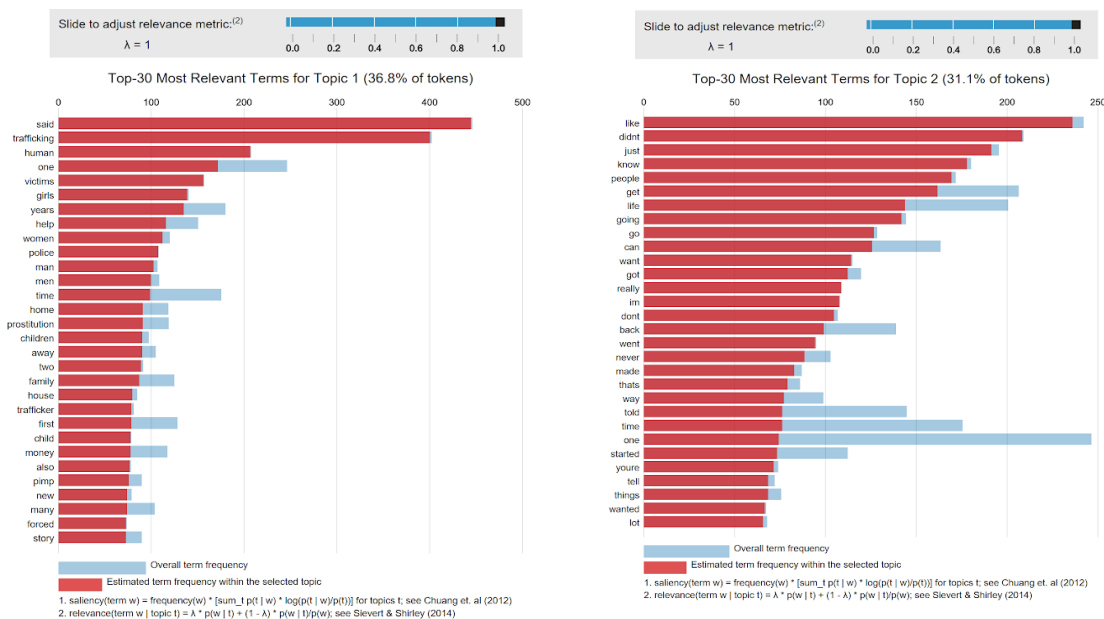 Slide to adjust relevance metric:(2)
λ = 1
0.0 0.2 0.4 0.6 0.8 1.0
Top-30 Most Relevant Terms for Topic 1 (36.8% of tokens)
0 100 200 300 400 500
said
trafficking
human
one
victims
girls
years
help
women
police
man
men
time
home
prostitution
children
away
two
family
house
trafficker
first
child
money
also
pimp
new
many
forced
story
Overall term frequency
Estimated term frequency within the selected topic
1. saliency(term w) = frequency(w) * [sum_t p(t | w) * log(p(t | w)/p(t))] for topics t; see Chuang et. al (2012)
2. relevance(term w | topic t) = λ * p(w | t) + (1 - λ) * p(w | t)/p(w); see Sievert & Shirley (2014)
Slide to adjust relevance metric:(2)
λ = 1
0.0 0.2 0.4 0.6 0.8 1.0
Top-30 Most Relevant Terms for Topic 2 (31.1% of tokens)
0 50 100 150 200 250
like
didnt
just
know
people
get
life
going
go
can
want
got
really
im
dont
back
went
never
made
thats
way
told
time
one
started
youre
tell
things
wanted
lot
Overall term frequency
Estimated term frequency within the selected topic
1. saliency(term w) = frequency(w) * [sum_t p(t | w) * log(p(t | w)/p(t))] for topics t; see Chuang et. al (2012)
2. relevance(term w | topic t) = λ * p(w | t) + (1 - λ) * p(w | t)/p(w); see Sievert & Shirley (2014)